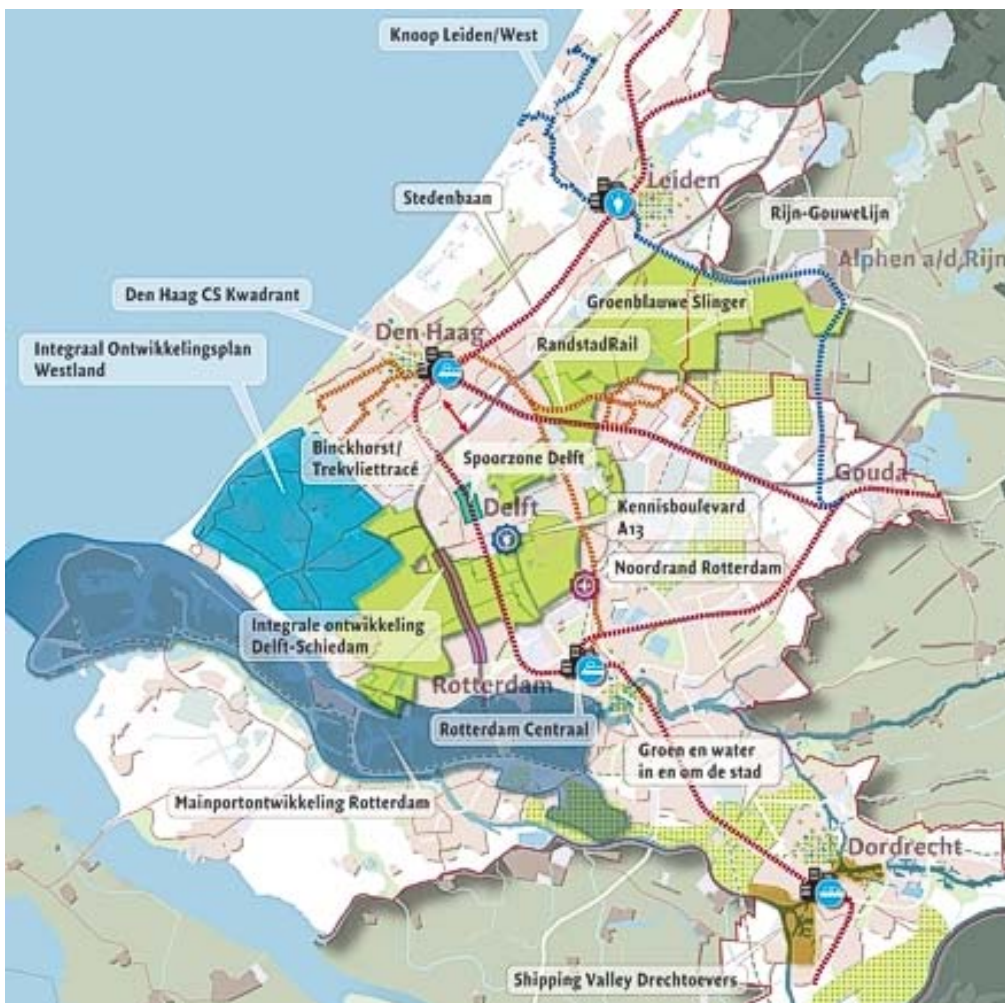 Knoop Leiden/West
Leiden
Stedenbaan
Rijn-GouweLijn
Alphen a/d Rijn
Den Haag CS Kwadrant
Groenblauwe Slinger
Den Haag
Integraal Ontwikkelingsplan
Westland
RandstadRail
Binckhorst/
Trekvliettracé
Spoorzone Delft
Gouda
Delft
Kennisboulevard
A13
Noordrand Rotterdam
Integrale ontwikkeling
Delft-Schiedam
Rotterdam
Rotterdam Centraal
Groen en water
in en om de stad
Mainportontwikkeling Rotterdam
Dordrecht
Shipping Valley Drechtoevers